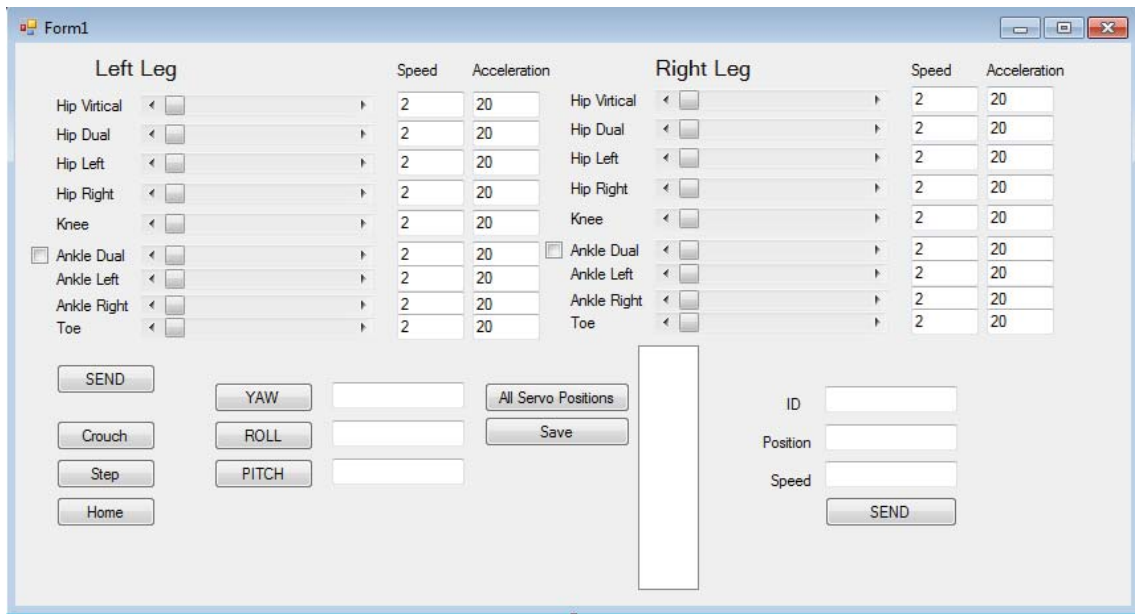 Form1
Left Leg Speed Acceleration Right Leg Speed Acceleration
Hip Virtical 2 20 Hip Virtical 2 20
Hip Dual 2 20 Hip Dual 2 20
Hip Left 2 20 Hip Left 2 20
Hip Right 2 20 Hip Right 2 20
Knee 2 20 Knee 2 20
Ankle Dual 2 20 Ankle Dual 2 20
Ankle Left 2 20 Ankle Left 2 20
Ankle Right 2 20 Ankle Right 2 20
Toe 2 20 Toe 2 20
SEND
YAW All Servo Positions ID
Crouch ROLL Save Position
Step PITCH Speed
Home SEND